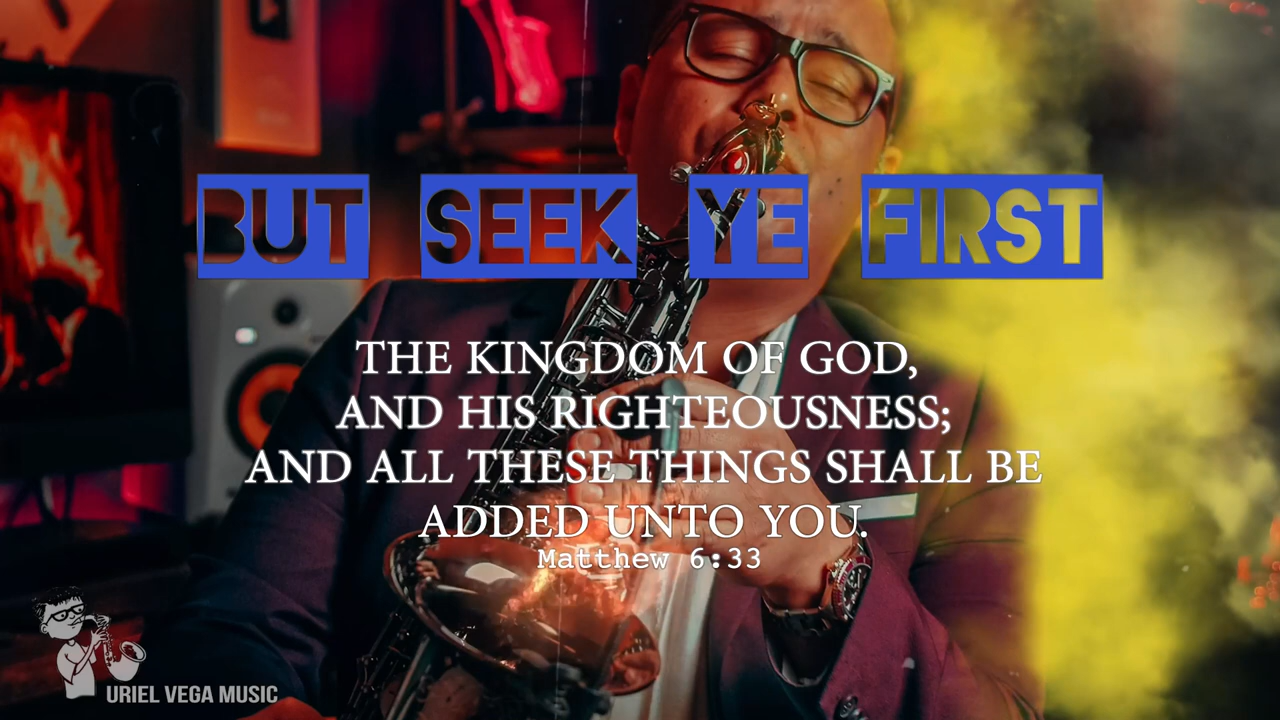 BUT SEEK YE FIRST
THE KINGDOM OF GOD,
AND HIS RIGHTEOUSNESS;
AND ALL THESE THINGS SHALL BE
ADDED UNTO YOU.
Matthew 6:33
URIEL VEGA MUSIC